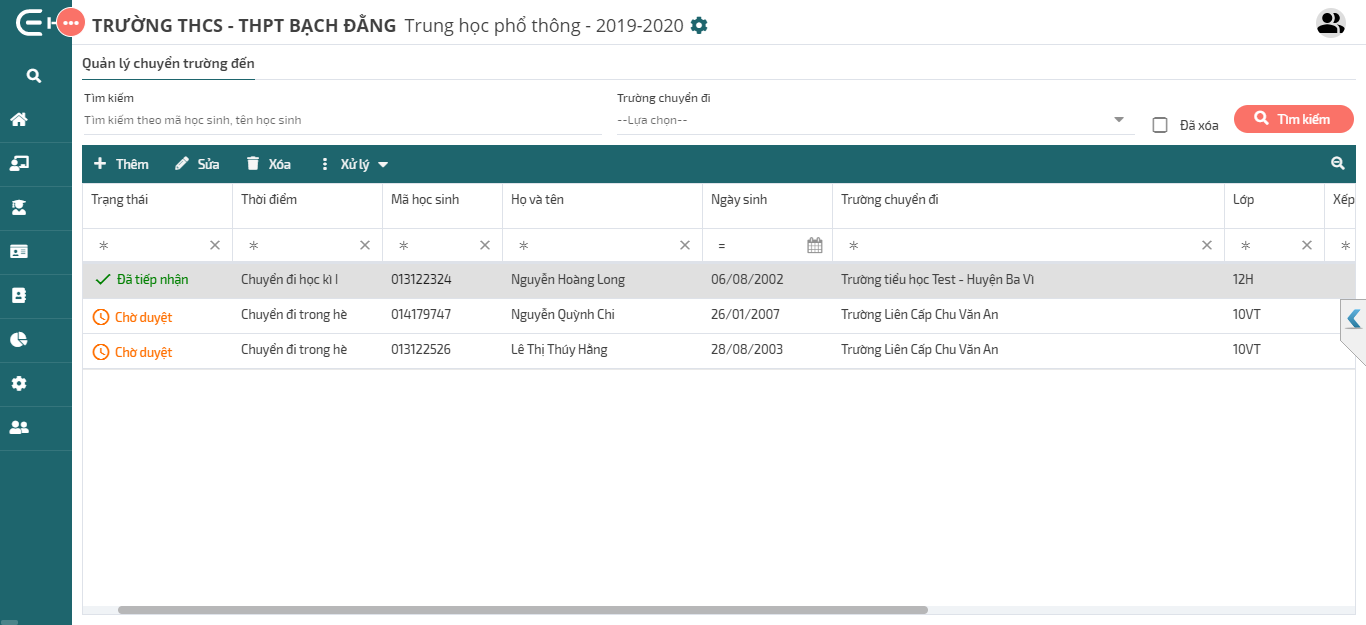 TRƯỜNG THCS - THPT BẠCH ĐẰNG Trung học phổ thông - 2019-2020
Quản lý chuyển trường đến
Tìm kiếm Trường chuyển đi
Tìm kiếm theo mã học sinh, tên học sinh --Lựa chọn-- Đã xóa Tìm kiếm
Thêm Sửa Xóa Xử lý
Trạng thái Thời điểm Mã học sinh Họ và tên Ngày sinh Trường chuyển đi Lớp Xếp
* * * * = * * *
Đã tiếp nhận Chuyển đi học kì I 013122324 Nguyễn Hoàng Long 06/08/2002 Trường tiểu học Test - Huyện Ba Vì 12H
Chờ duyệt Chuyển đi trong hè 014179747 Nguyễn Quỳnh Chi 26/01/2007 Trường Liên Cấp Chu Văn An 10VT
Chờ duyệt Chuyển đi trong hè 013122526 Lê Thị Thúy Hằng 28/08/2003 Trường Liên Cấp Chu Văn An 10VT